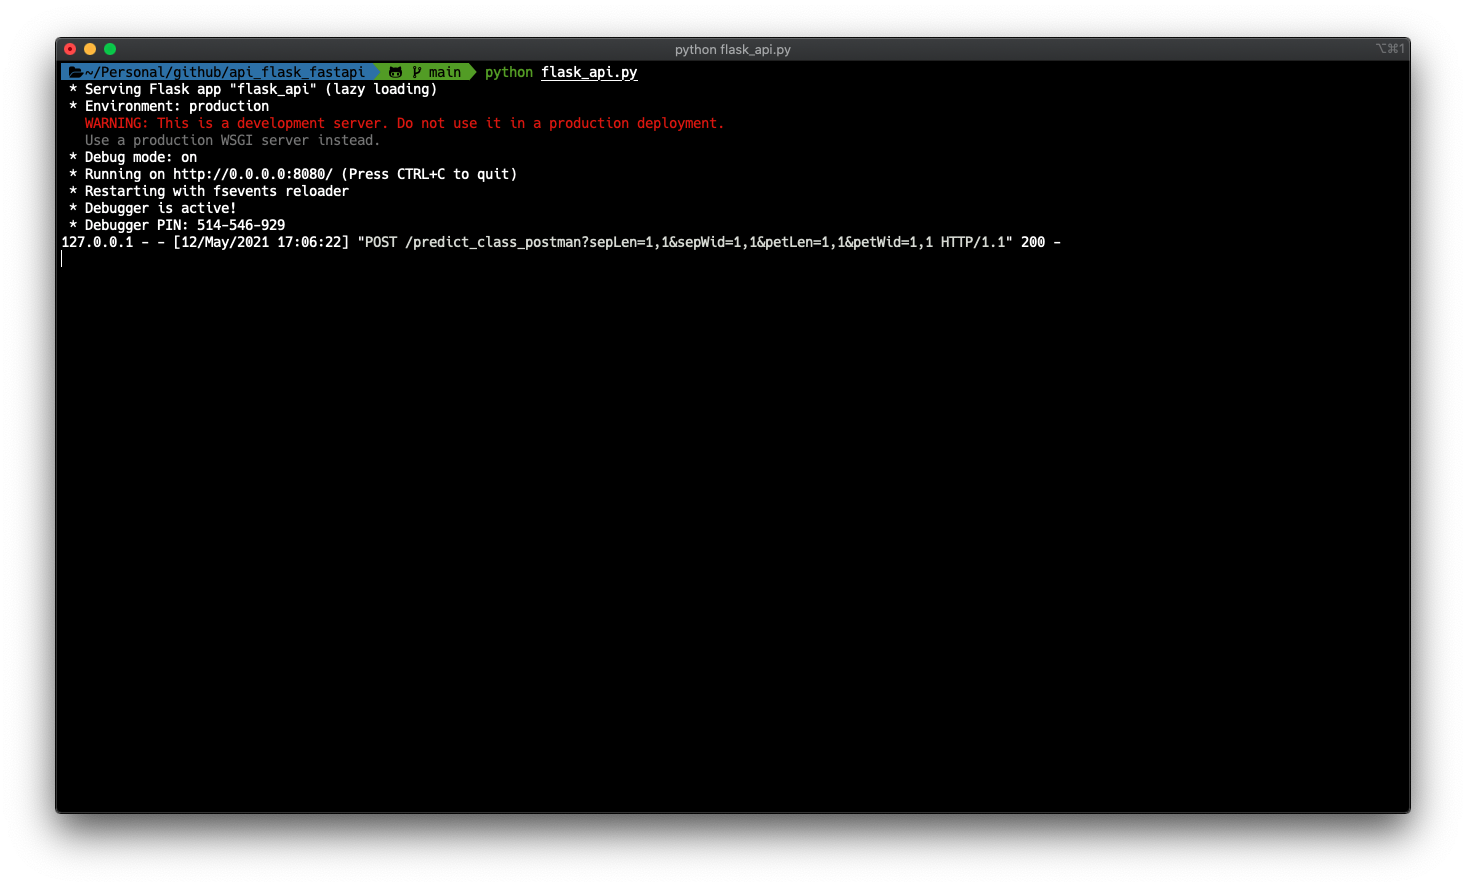 python flask_api.py
⌥⌘1
~/Personal/github/api_flask_fastapi main python flask_api.py
* Serving Flask app "flask_api" (lazy loading)
* Environment: production
WARNING: This is a development server. Do not use it in a production deployment.
Use a production WSGI server instead.
* Debug mode: on
* Running on http://0.0.0.0:8080/ (Press CTRL+C to quit)
* Restarting with fsevents reloader
* Debugger is active!
* Debugger PIN: 514-546-929
127.0.0.1 - - [12/May/2021 17:06:22] "POST /predict_class_postman?sepLen=1,1&sepWid=1,1&petLen=1,1&petWid=1,1 HTTP/1.1" 200 -